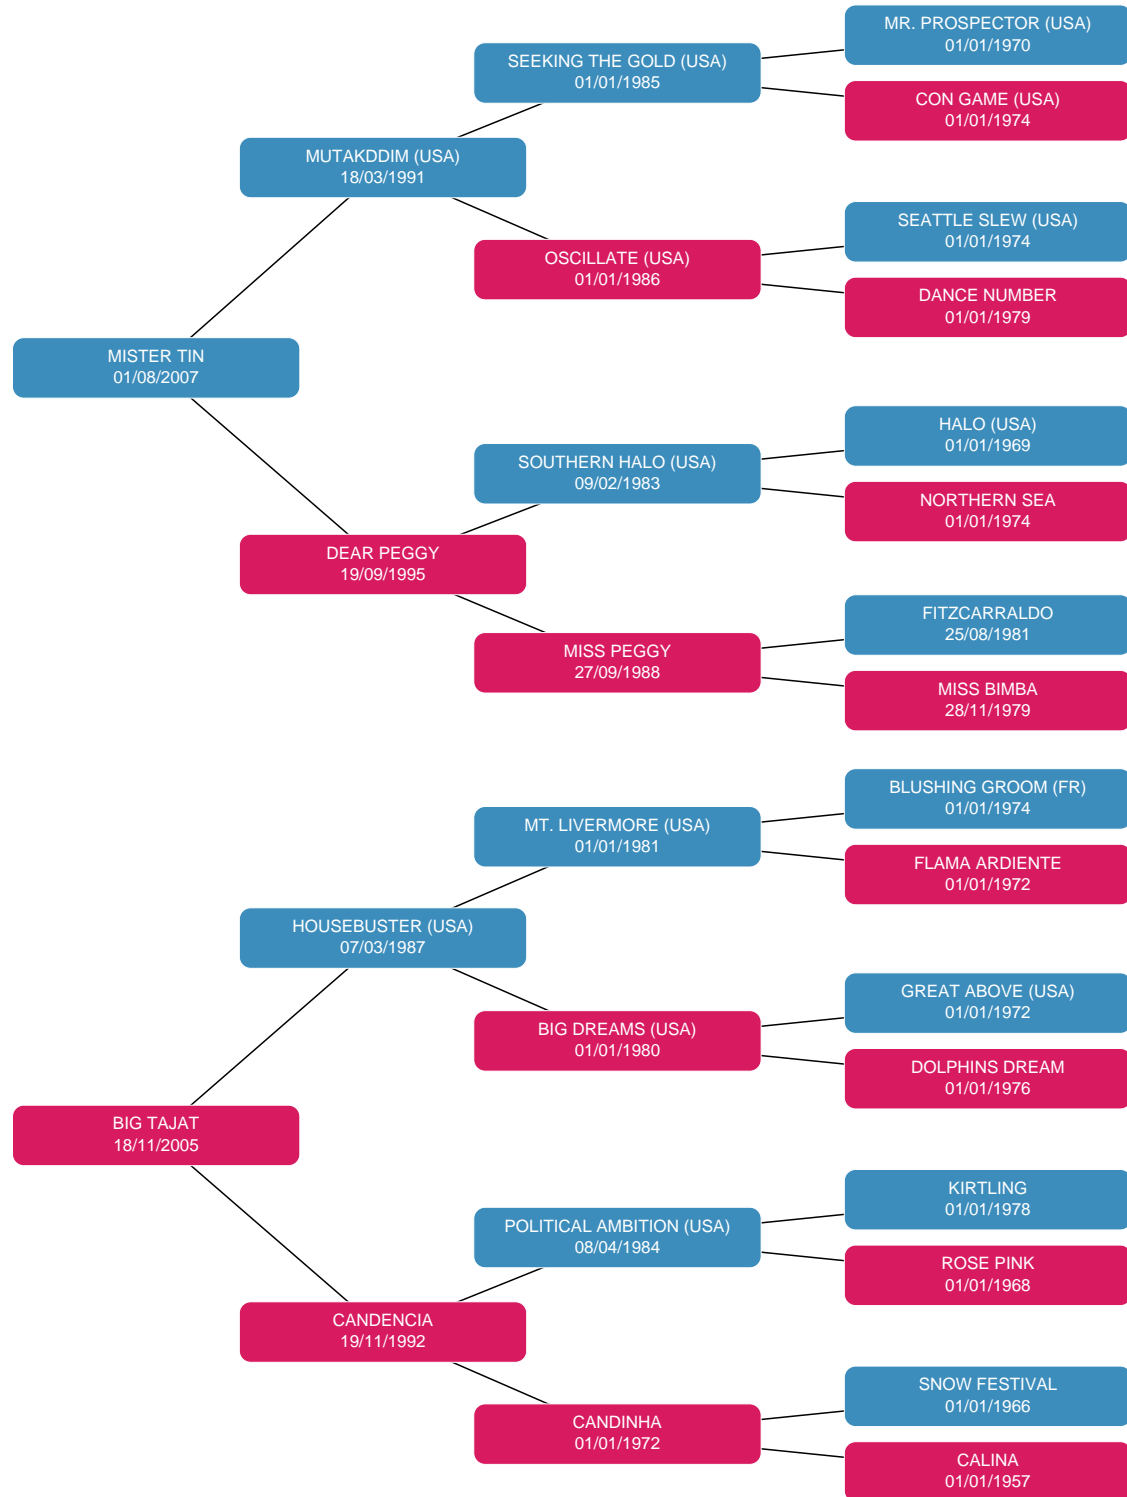 MR. PROSPECTOR (USA)
01/01/1970
SEEKING THE GOLD (USA)
01/01/1985
CON GAME (USA)
01/01/1974
MUTAKDDIM (USA)
18/03/1991
SEATTLE SLEW (USA)
01/01/1974
OSCILLATE (USA)
01/01/1986
DANCE NUMBER
01/01/1979
MISTER TIN
01/08/2007
HALO (USA)
01/01/1969
SOUTHERN HALO (USA)
09/02/1983
NORTHERN SEA
01/01/1974
DEAR PEGGY
19/09/1995
FITZCARRALDO
25/08/1981
MISS PEGGY
27/09/1988
MISS BIMBA
28/11/1979
BLUSHING GROOM (FR)
01/01/1974
MT. LIVERMORE (USA)
01/01/1981
FLAMA ARDIENTE
01/01/1972
HOUSEBUSTER (USA)
07/03/1987
GREAT ABOVE (USA)
01/01/1972
BIG DREAMS (USA)
01/01/1980
DOLPHINS DREAM
01/01/1976
BIG TAJAT
18/11/2005
KIRTLING
01/01/1978
POLITICAL AMBITION (USA)
08/04/1984
ROSE PINK
01/01/1968
CANDENCIA
19/11/1992
SNOW FESTIVAL
01/01/1966
CANDINHA
01/01/1972
CALINA
01/01/1957